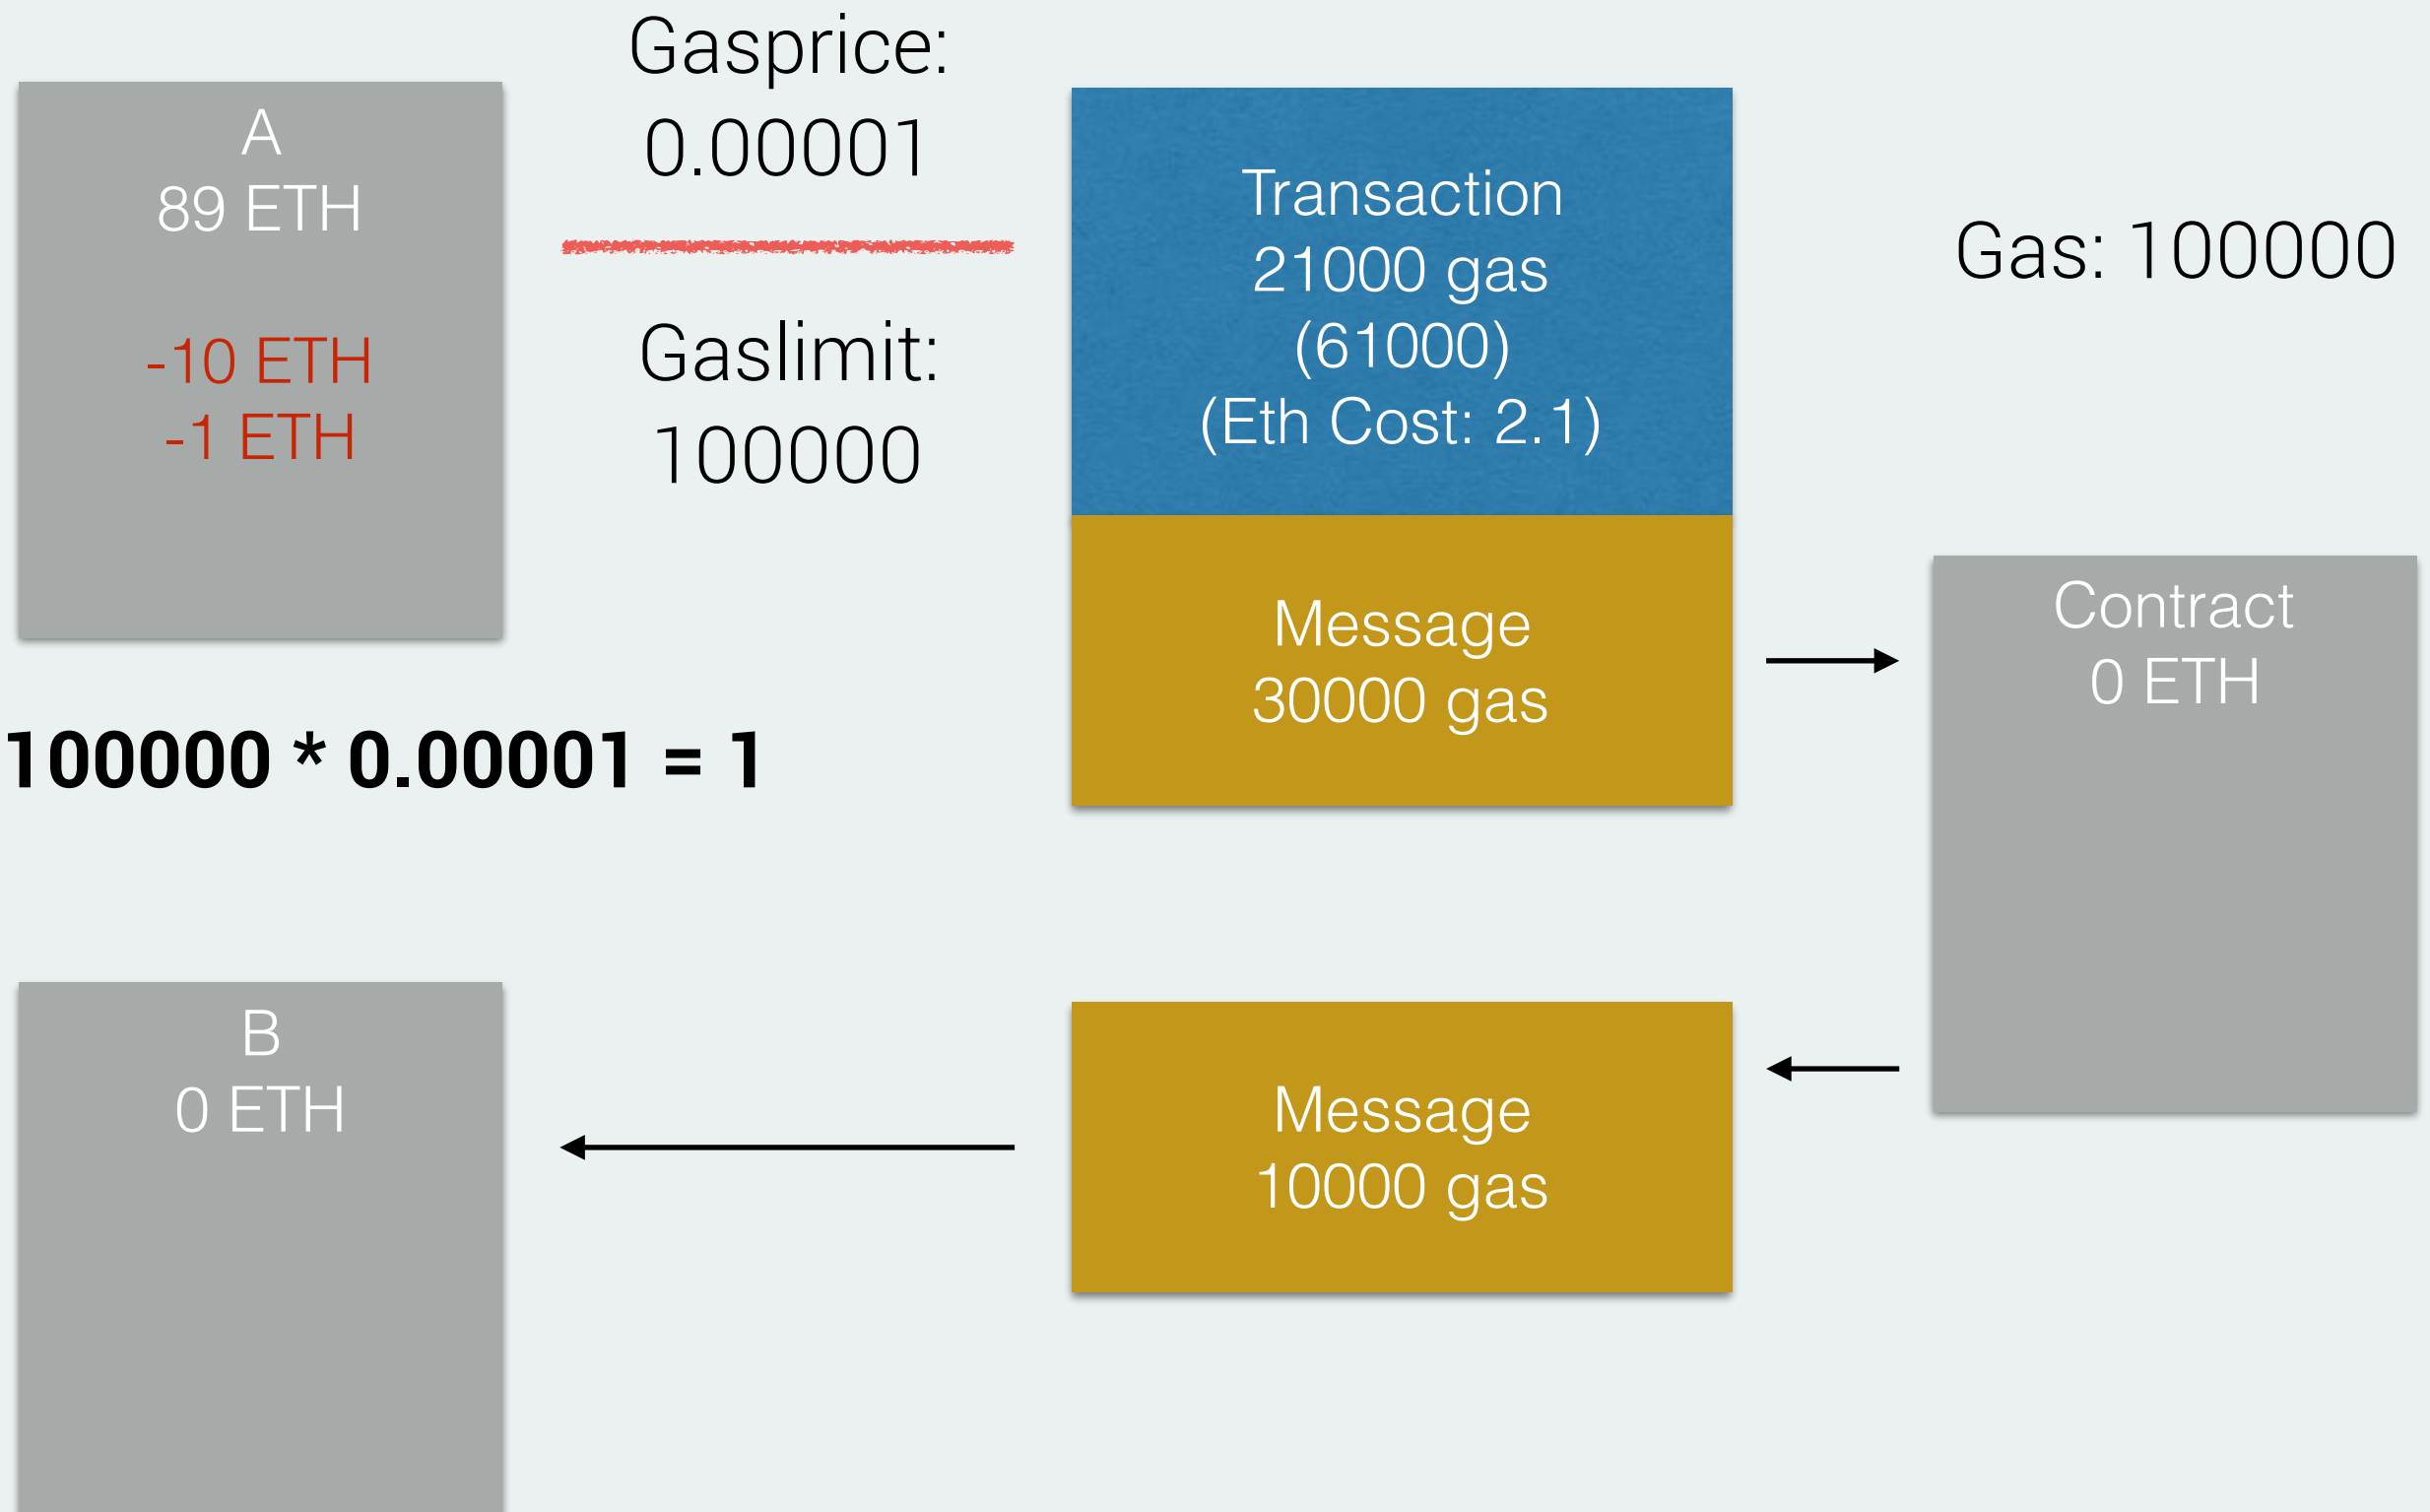 A
89 ETH
-10 ETH
-1 ETH
Gasprice:
0.00001
Gaslimit:
100000
Transaction
21000 gas
(61000)
(Eth Cost: 2.1)
Message
30000 gas
Gas: 100000
Contract
0 ETH
100000 * 0.00001 = 1
B
0 ETH
Message
10000 gas